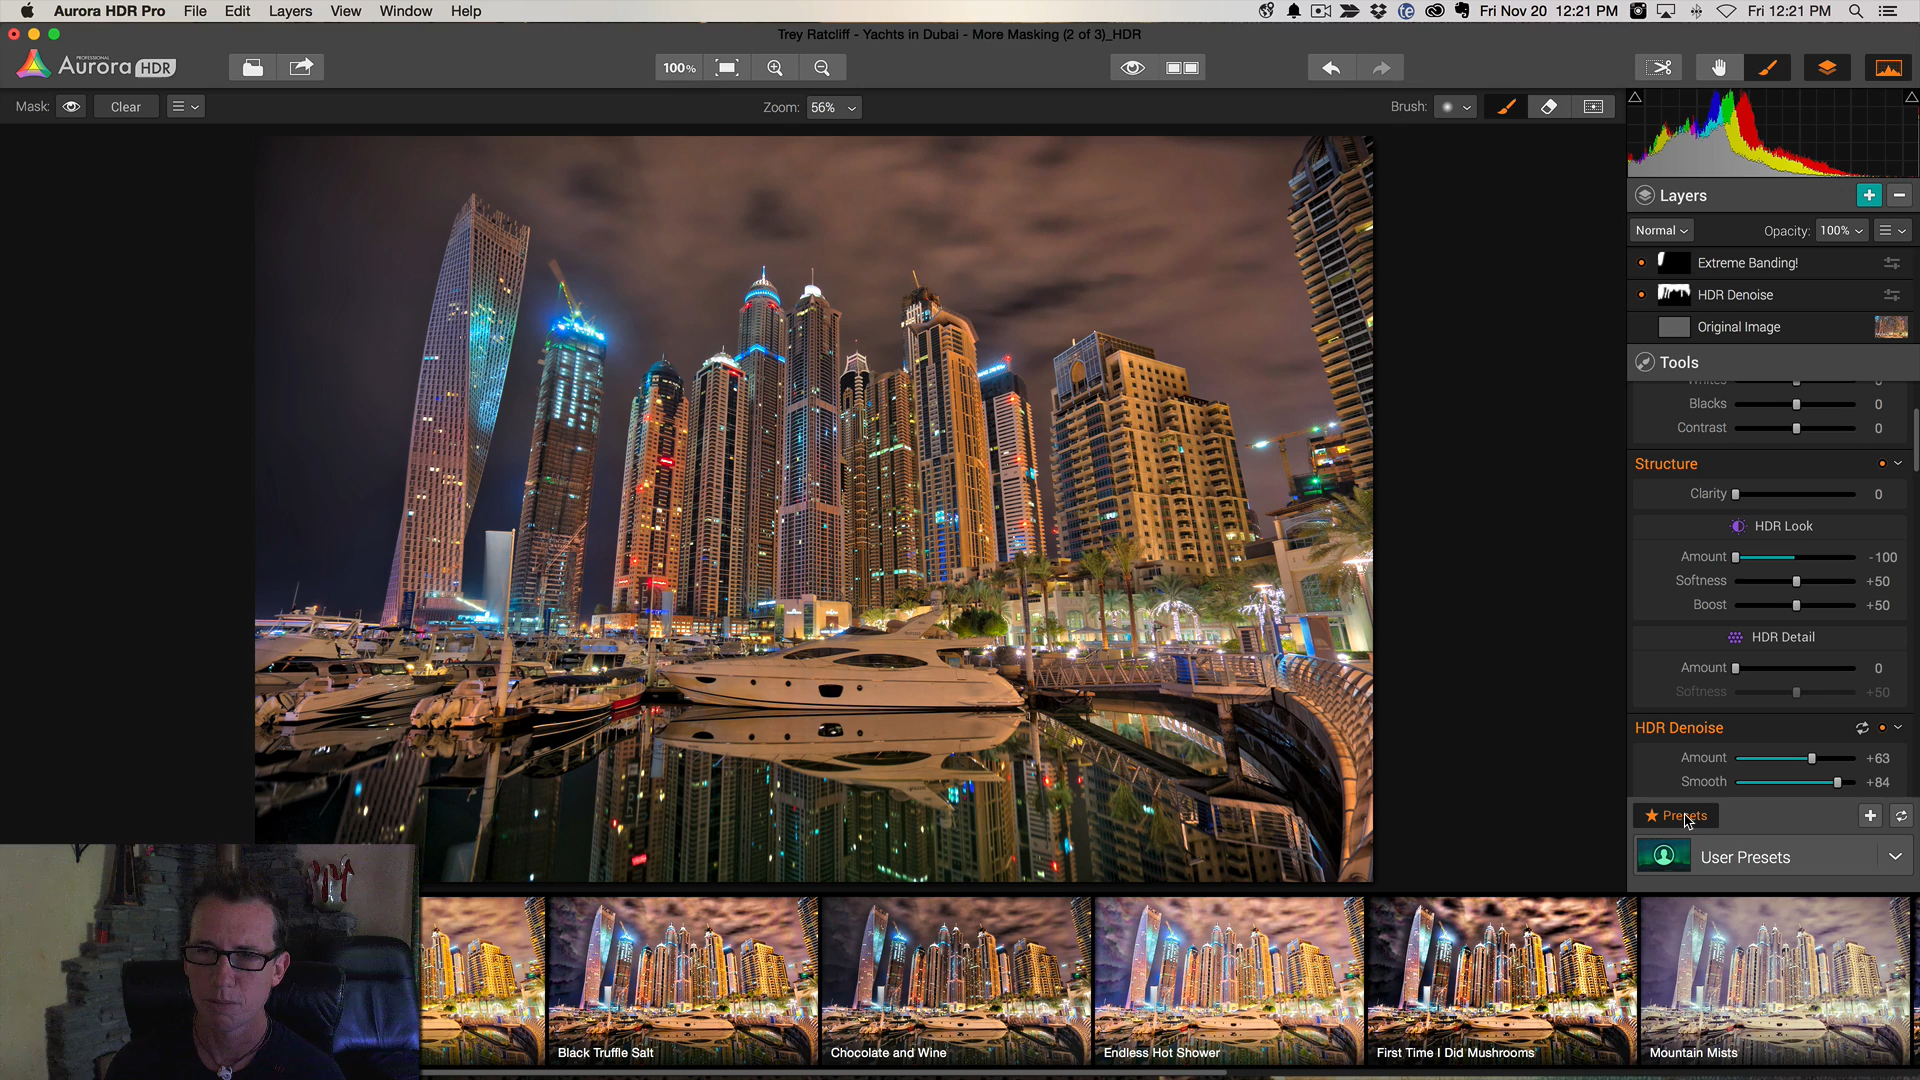 Aurora HDR Pro File Edit Layers View Window Help
Fri Nov 20 12:21 PM Fri 12:21 PM
Trey Ratcliff - Yachts in Dubai - More Masking (2 of 3)_HDR
PROFESSIONAL
Aurora HDR
100%
Mask: Clear Zoom: 56% Brush:
Layers
Normal Opacity: 100%
Extreme Banding!
HDR Denoise
Original Image
Tools
Whites 0
Blacks 0
Contrast 0
Structure
Clarity 0
HDR Look
Amount -100
Softness +50
Boost +50
HDR Detail
Amount 0
Softness +50
HDR Denoise
Amount +63
Smooth +84
Presets
User Presets
Black Truffle Salt
Chocolate and Wine
Endless Hot Shower
First Time I Did Mushrooms
Mountain Mists